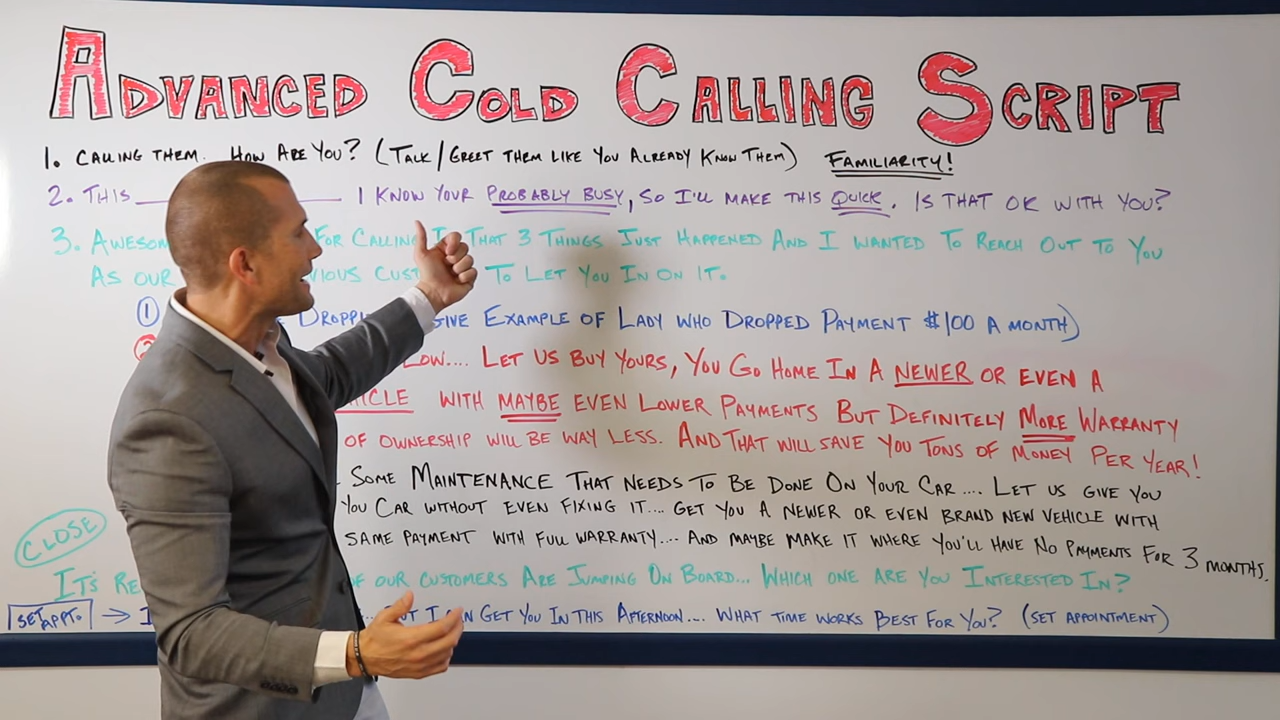 ADVANCED COLD CALLING SCRIPT
1. CALLING THEM. HOW ARE YOU? (TALK/GREET THEM LIKE YOU ALREADY KNOW THEM) FAMILIARITY!
2. THIS I KNOW YOUR PROBABLY BUSY, SO I'LL MAKE THIS QUICK. IS THAT OK WITH YOU?
3. FOR CALLING THAT 3 THINGS JUST HAPPENED AND I WANTED TO REACH OUT TO YOU
AS OUR TO LET YOU IN ON IT.
1 GIVE EXAMPLE OF LADY WHO DROPPED PAYMENT $100 A MONTH)
2 LOW.... LET US BUY YOURS, YOU GO HOME IN A NEWER OR EVEN A
WITH MAYBE EVEN LOWER PAYMENTS BUT DEFINITELY MORE WARRANTY
OF OWNERSHIP WILL BE WAY LESS. AND THAT WILL SAVE YOU TONS OF MONEY PER YEAR!
SOME MAINTENANCE THAT NEEDS TO BE DONE ON YOUR CAR.... LET US GIVE YOU
YOU CAR WITHOUT EVEN FIXING IT.... GET YOU A NEWER OR EVEN BRAND NEW VEHICLE WITH
SAME PAYMENT WITH FULL WARRANTY.... AND MAYBE MAKE IT WHERE YOU'LL HAVE NO PAYMENTS FOR 3 MONTHS.
CLOSE
IT'S OF OUR CUSTOMERS ARE JUMPING ON BOARD... WHICH ONE ARE YOU INTERESTED IN?
SET APPT. → I CAN GET YOU IN THIS AFTERNOON.... WHAT TIME WORKS BEST FOR YOU? (SET APPOINTMENT)